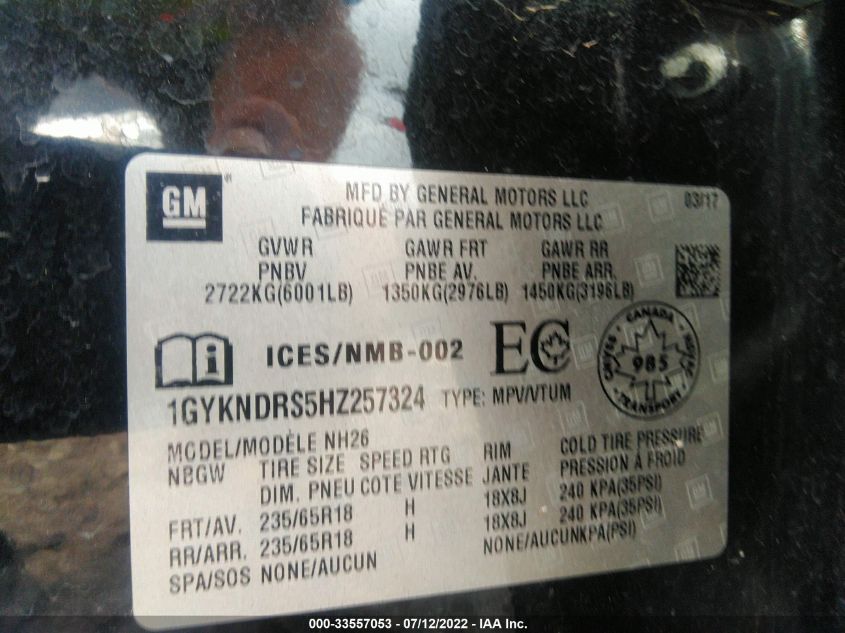 GM
MFD BY GENERAL MOTORS LLC 03/17
FABRIQUÉ PAR GENERAL MOTORS LLC
GVWR GAWR FRT GAWR RR
PNBV PNBE AV. PNBE ARR.
2722KG(6001LB) 1350KG(2976LB) 1450KG(3196LB)
ICES/NMB-002 EC
CANADA
985
TRANSPORT
1GYKNDRS5HZ257324 TYPE: MPV/VTUM
MODEL/MODÈLE NH26
NBGW TIRE SIZE SPEED RTG RIM COLD TIRE PRESSURE
DIM. PNEU COTE VITESSE JANTE PRESSION À FROID
FRT/AV. 235/65R18 H 18X8J 240 KPA(35PSI)
RR/ARR. 235/65R18 H 18X8J 240 KPA(35PSI)
SPA/SOS NONE/AUCUN NONE/AUCUNKPA(PSI)
000-33557053 - 07/12/2022 - IAA Inc.